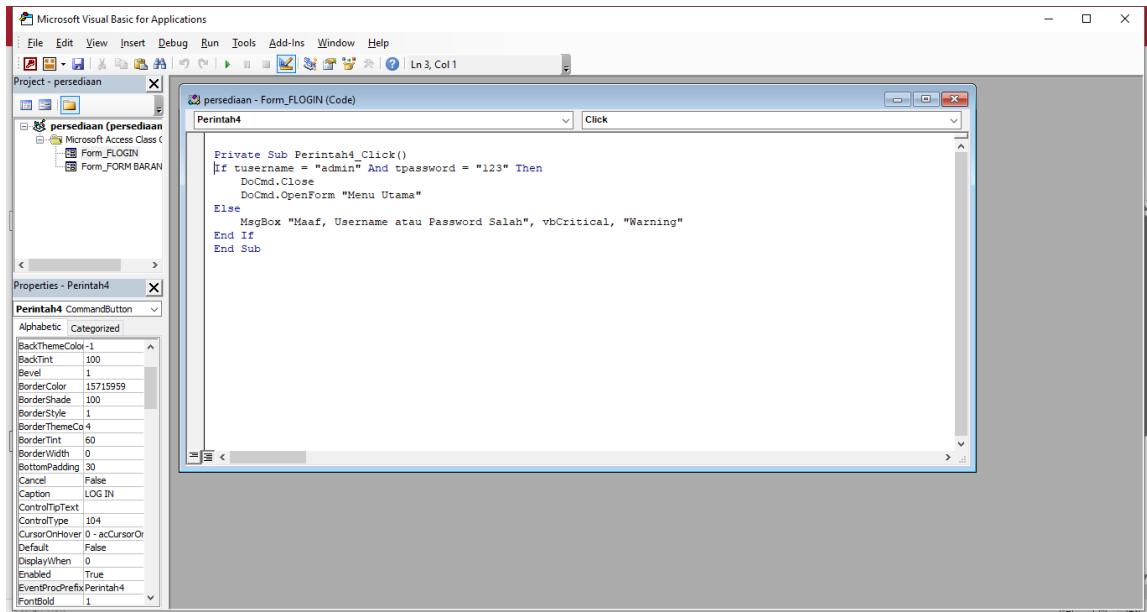 Microsoft Visual Basic for Applications
File Edit View Insert Debug Run Tools Add-Ins Window Help
Ln 3, Col 1
Project - persediaan
persediaan (persediaan
Microsoft Access Class
Form_FLOGIN
Form_FORM BARAN
persediaan - Form_FLOGIN (Code)
Perintah4 Click
Private Sub Perintah4_Click()
If tusername = "admin" And tpassword = "123" Then
DoCmd.Close
DoCmd.OpenForm "Menu Utama"
Else
MsgBox "Maaf, Username atau Password Salah", vbCritical, "Warning"
End If
End Sub
Properties - Perintah4
Perintah4 CommandButton
Alphabetic Categorized
BackThemeColo -1
BackTint 100
Bevel 1
BorderColor 15715959
BorderShade 100
BorderStyle 1
BorderThemeCo 4
BorderTint 60
BorderWidth 0
BottomPadding 30
Cancel False
Caption LOG IN
ControlTipText
ControlType 104
CursorOnHover 0 - acCursorOr
Default False
DisplayWhen 0
Enabled True
EventProcPrefix Perintah4
FontBold 1